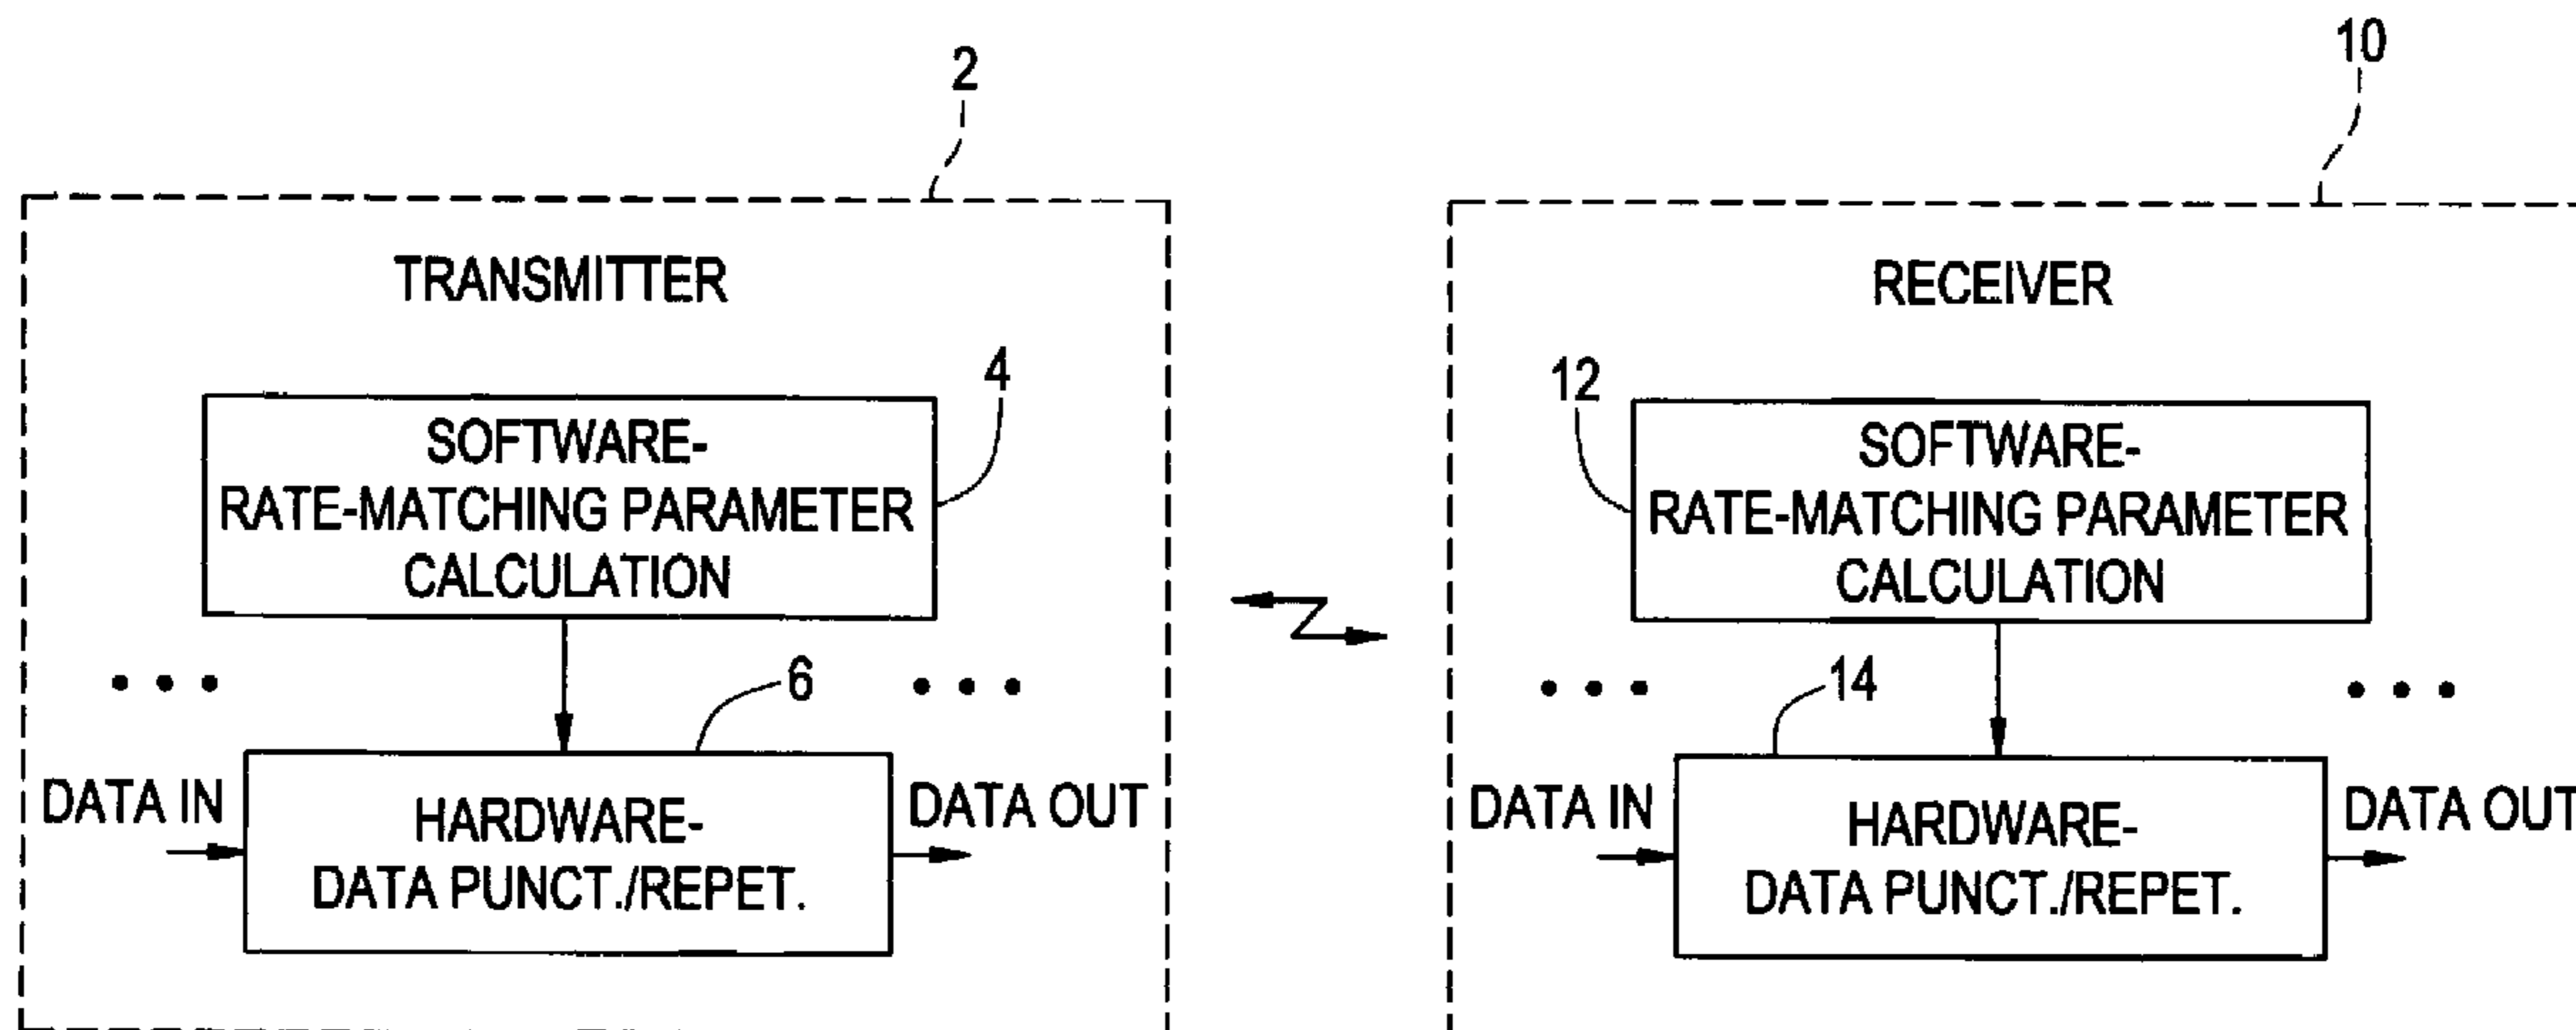 2
10
TRANSMITTER
RECEIVER
4
12
SOFTWARE-
RATE-MATCHING PARAMETER
CALCULATION
SOFTWARE-
RATE-MATCHING PARAMETER
CALCULATION
6
14
DATA IN
HARDWARE-
DATA PUNCT./REPET.
DATA OUT
DATA IN
HARDWARE-
DATA PUNCT./REPET.
DATA OUT